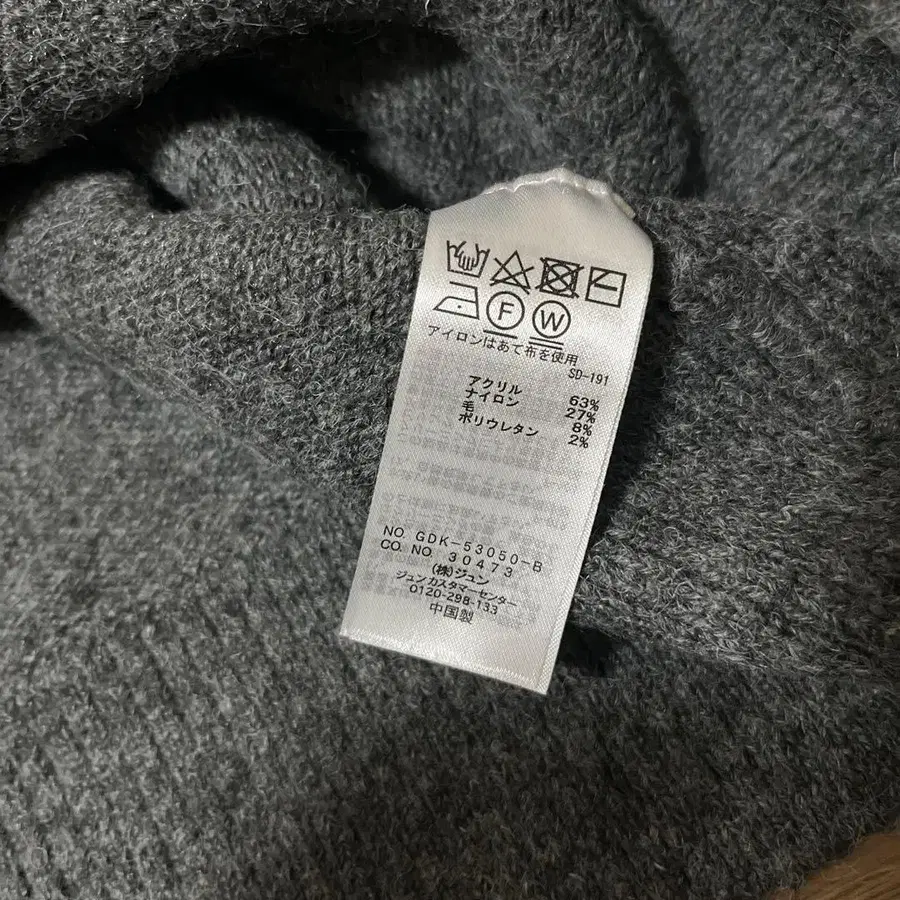 F W
アイロンはあて布を使用
SD-191
アクリル 63%
ナイロン 27%
毛 8%
ポリウレタン 2%
NO. GDK-53050-B
CO. NO. 30473
(株)ジュン
ジュンカスタマーセンター
0120-298-133
中国製